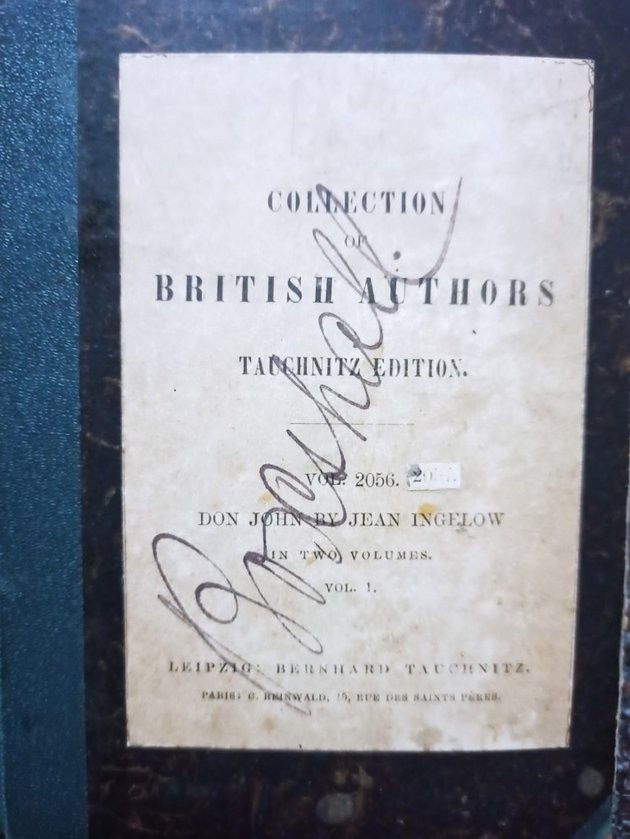 COLLECTION
OF
BRITISH AUTHORS
TAUCHNITZ EDITION.
VOL. 2056.
DON JOHN BY JEAN INGELOW
IN TWO VOLUMES.
VOL. 1.
LEIPZIG: BERNHARD TAUCHNITZ.
PARIS: C. REINWALD, 15, RUE DES SAINTS PÈRES.